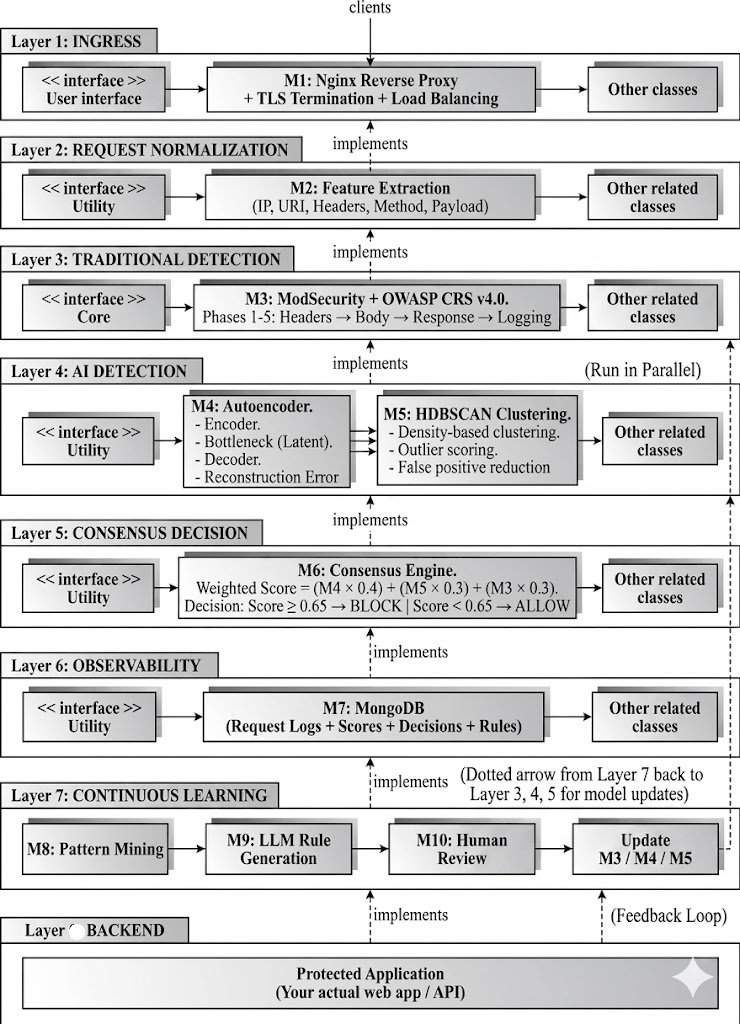 clients
Layer 1: INGRESS
<< interface >>
User interface
M1: Nginx Reverse Proxy
+ TLS Termination + Load Balancing
Other classes
implements
Layer 2: REQUEST NORMALIZATION
<< interface >>
Utility
M2: Feature Extraction
(IP, URI, Headers, Method, Payload)
Other related
classes
implements
Layer 3: TRADITIONAL DETECTION
<< interface >>
Core
M3: ModSecurity + OWASP CRS v4.0.
Phases 1-5: Headers → Body → Response → Logging
Other related
classes
implements
(Run in Parallel)
Layer 4: AI DETECTION
<< interface >>
Utility
M4: Autoencoder.
- Encoder.
- Bottleneck (Latent).
- Decoder.
- Reconstruction Error
M5: HDBSCAN Clustering.
- Density-based clustering.
- Outlier scoring.
- False positive reduction
Other related
classes
implements
Layer 5: CONSENSUS DECISION
<< interface >>
Utility
M6: Consensus Engine.
Weighted Score = (M4 × 0.4) + (M5 × 0.3) + (M3 × 0.3).
Decision: Score ≥ 0.65 → BLOCK | Score < 0.65 → ALLOW
Other related
classes
implements
Layer 6: OBSERVABILITY
<< interface >>
Utility
M7: MongoDB
(Request Logs + Scores + Decisions + Rules)
Other related
classes
implements
(Dotted arrow from Layer 7 back to
Layer 3, 4, 5 for model updates)
Layer 7: CONTINUOUS LEARNING
M8: Pattern Mining
M9: LLM Rule
Generation
M10: Human
Review
Update
M3 / M4 / M5
implements
(Feedback Loop)
Layer BACKEND
Protected Application
(Your actual web app / API)